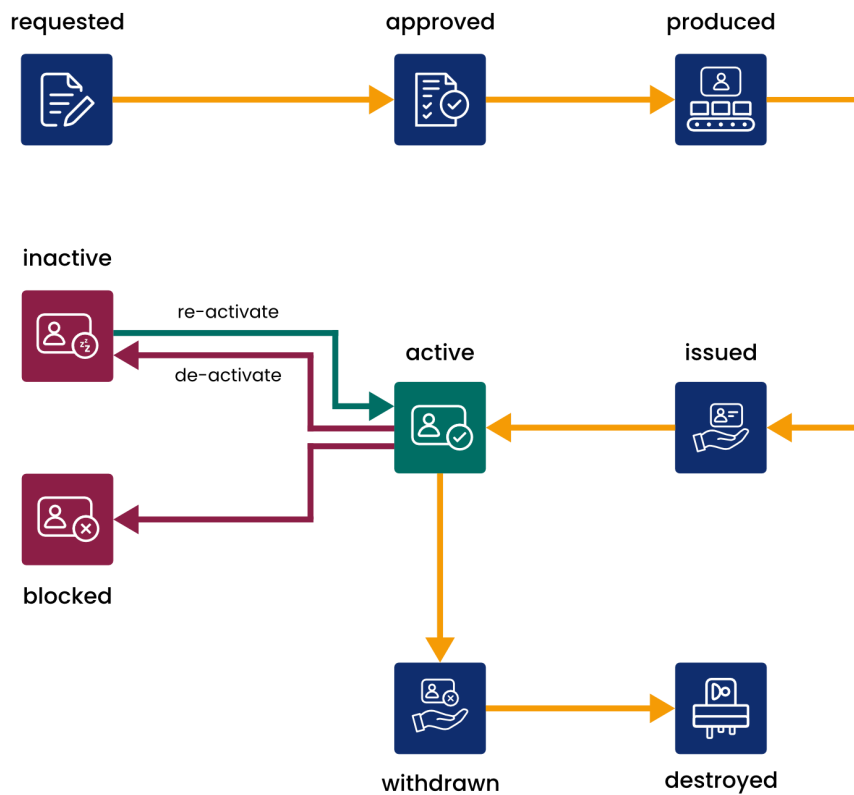 requested
approved
produced
inactive
re-activate
de-activate
active
issued
blocked
withdrawn
destroyed